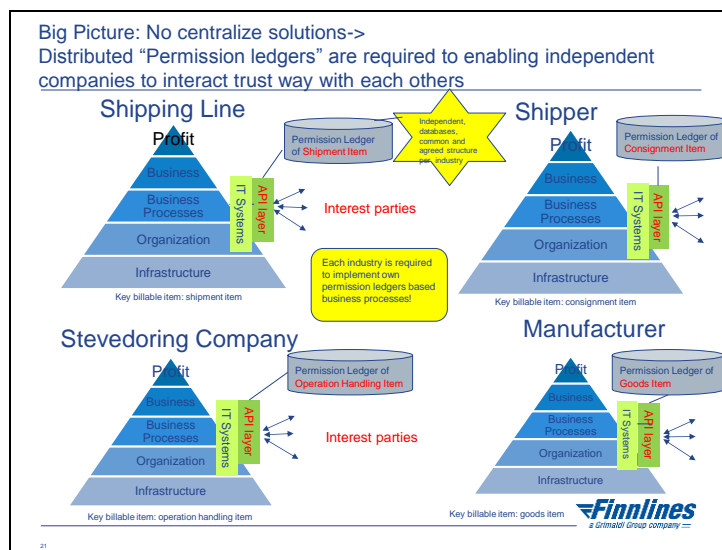 Big Picture: No centralize solutions->
Distributed “Permission ledgers” are required to enabling independent
companies to interact trust way with each others
Shipping Line
Profit
Business
Business
Processes
Organization
Infrastructure
IT Systems
API layer
Permission Ledger
of Shipment Item
Interest parties
Key billable item: shipment item
Independent,
databases,
common and
agreed structure
per industry
Each industry is required
to implement own
permission ledgers based
business processes!
Shipper
Profit
Business
Business
Processes
Organization
Infrastructure
IT Systems
API layer
Permission Ledger of
Consignment Item
Key billable item: consignment item
Stevedoring Company
Profit
Business
Business
Processes
Organization
Infrastructure
IT Systems
API layer
Permission Ledger of
Operation Handling Item
Interest parties
Key billable item: operation handling item
Manufacturer
Profit
Business
Business
Processes
Organization
Infrastructure
IT Systems
API layer
Permission Ledger of
Goods Item
Key billable item: goods item
Finnlines
a Grimaldi Group company
21